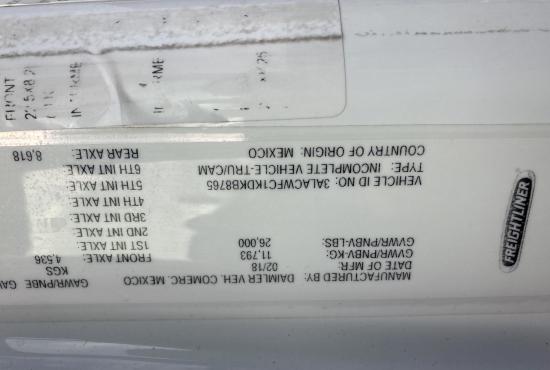 FREIGHTLINER
MANUFACTURED BY: DAIMLER VEH. COMERC. MEXICO
DATE OF MFR: 02/18
GVWR/PNBV-KG: 11,793
GVWR/PNBV-LBS: 26,000
VEHICLE ID NO: 3ALACWFC1KDKB8765
TYPE: INCOMPLETE VEHICLE-TRU/CAM
COUNTRY OF ORIGIN: MEXICO
GAWR/PNBE
KGS
FRONT AXLE: 4,536
1ST INT AXLE:
2ND INT AXLE:
3RD INT AXLE:
4TH INT AXLE:
5TH INT AXLE:
6TH INT AXLE:
REAR AXLE: 8,618
FRONT